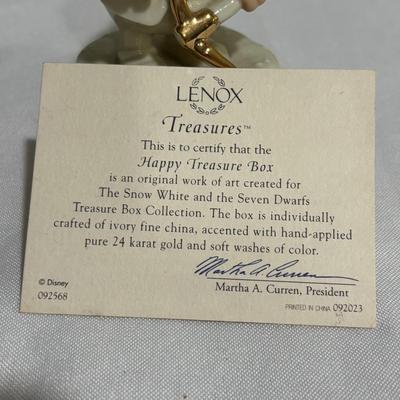 LENOX
Treasures™
This is to certify that the
Happy Treasure Box
is an original work of art created for
The Snow White and the Seven Dwarfs
Treasure Box Collection. The box is individually
crafted of ivory fine china, accented with hand-applied
pure 24 karat gold and soft washes of color.
Martha A. Curren
Martha A. Curren, President
© Disney
092568
PRINTED IN CHINA 092023